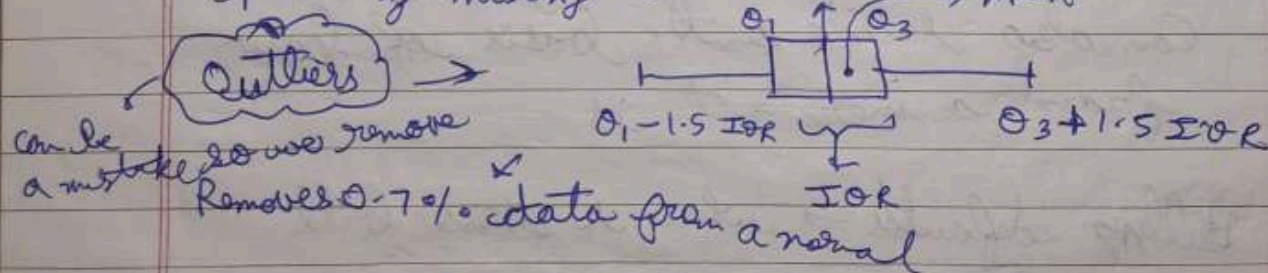 Q1 Q3
Outliers →
Q1-1.5 IQR Q3+1.5 IQR
can be
a mistake so we remove
IQR
Removes 0.7% data from a normal